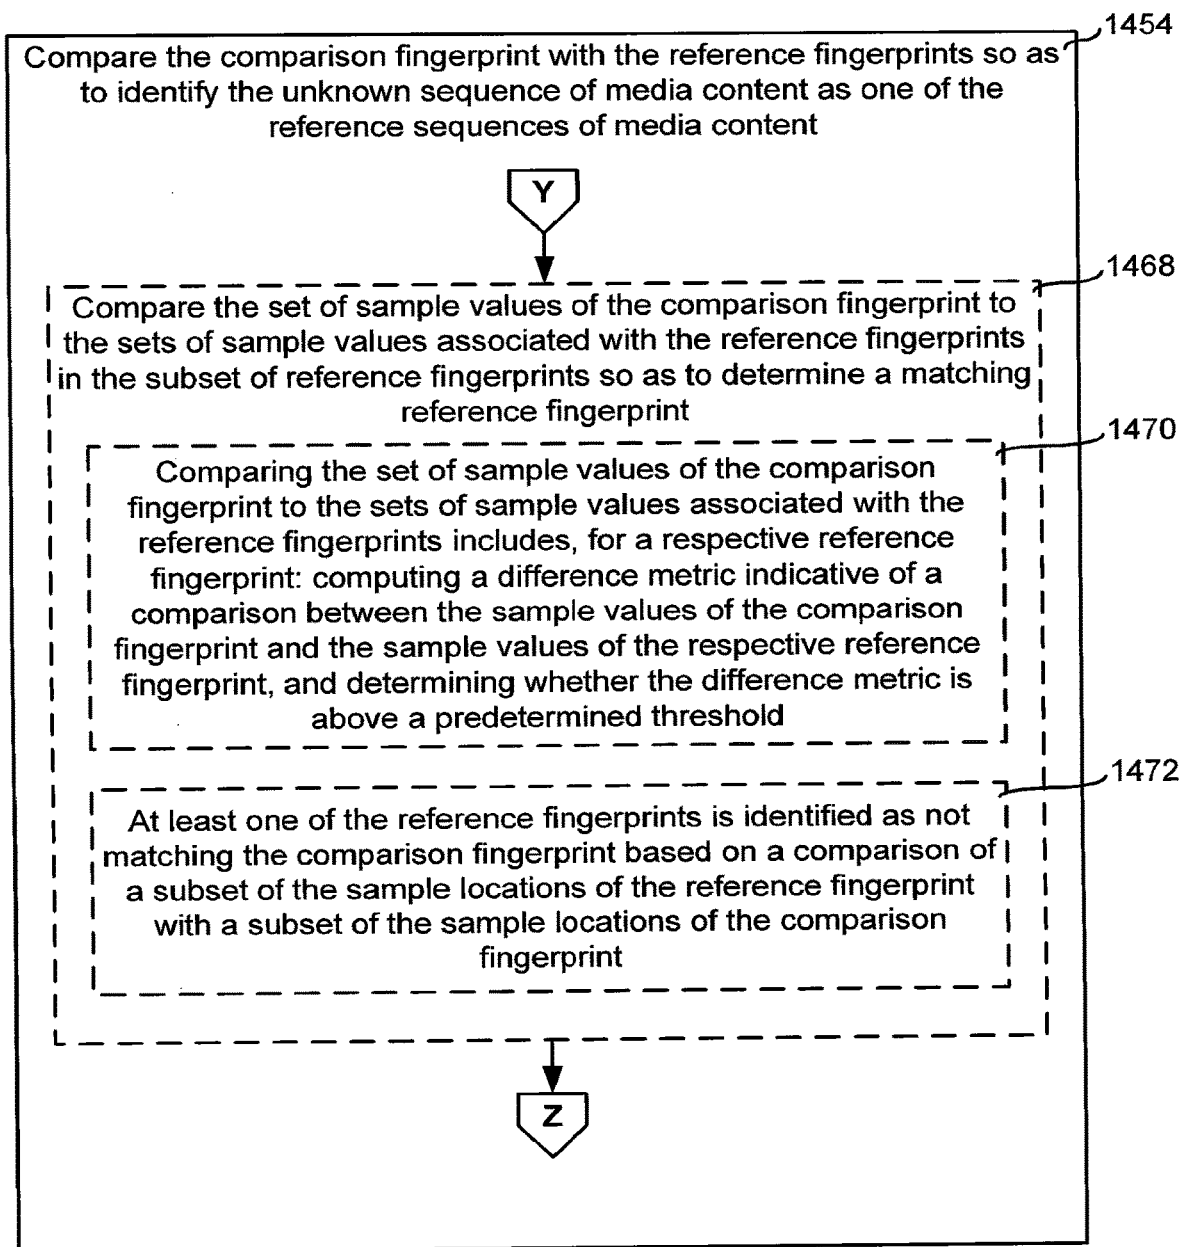 1454
Compare the comparison fingerprint with the reference fingerprints so as
to identify the unknown sequence of media content as one of the
reference sequences of media content
Y
1468
Compare the set of sample values of the comparison fingerprint to
the sets of sample values associated with the reference fingerprints
in the subset of reference fingerprints so as to determine a matching
reference fingerprint
1470
Comparing the set of sample values of the comparison
fingerprint to the sets of sample values associated with the
reference fingerprints includes, for a respective reference
fingerprint: computing a difference metric indicative of a
comparison between the sample values of the comparison
fingerprint and the sample values of the respective reference
fingerprint, and determining whether the difference metric is
above a predetermined threshold
1472
At least one of the reference fingerprints is identified as not
matching the comparison fingerprint based on a comparison of
a subset of the sample locations of the reference fingerprint
with a subset of the sample locations of the comparison
fingerprint
Z